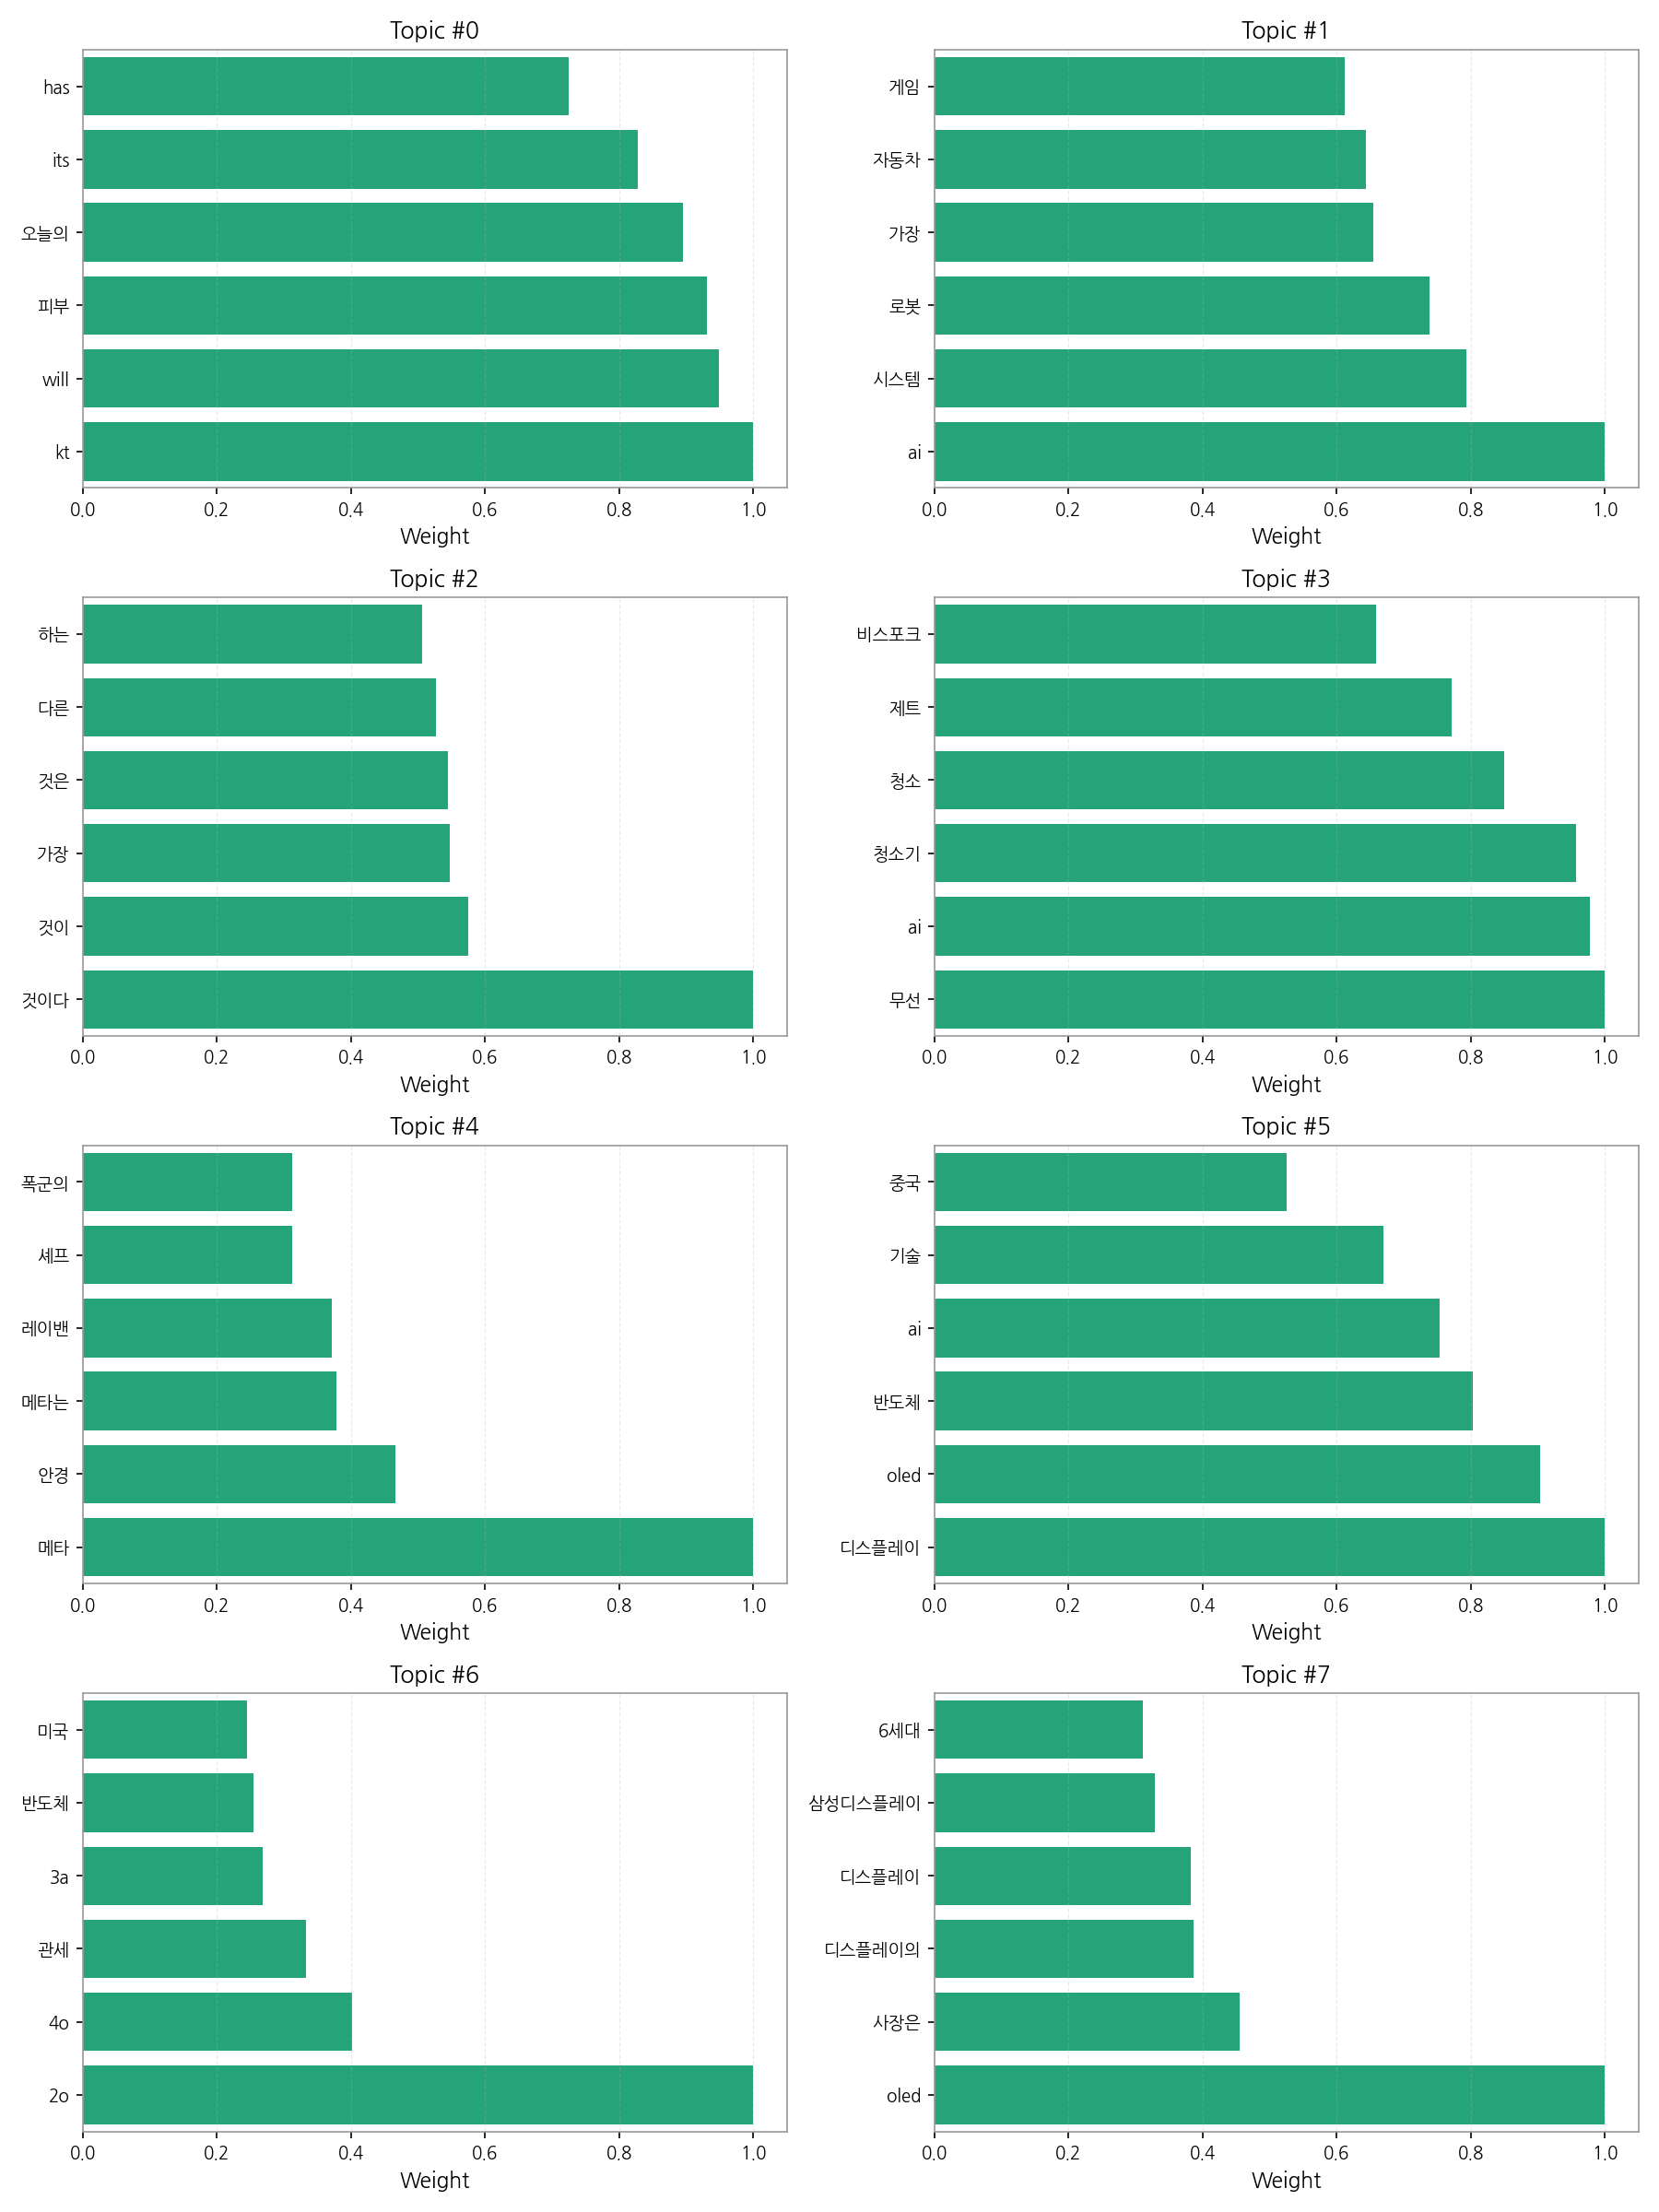 Topic #0
has
its
오늘의
피부
will
kt
0.0 0.2 0.4 0.6 0.8 1.0
Weight
Topic #1
게임
자동차
가장
로봇
시스템
ai
0.0 0.2 0.4 0.6 0.8 1.0
Weight
Topic #2
하는
다른
것은
가장
것이
것이다
0.0 0.2 0.4 0.6 0.8 1.0
Weight
Topic #3
비스포크
제트
청소
청소기
ai
무선
0.0 0.2 0.4 0.6 0.8 1.0
Weight
Topic #4
폭군의
셰프
레이밴
메타는
안경
메타
0.0 0.2 0.4 0.6 0.8 1.0
Weight
Topic #5
중국
기술
ai
반도체
oled
디스플레이
0.0 0.2 0.4 0.6 0.8 1.0
Weight
Topic #6
미국
반도체
3a
관세
4o
2o
0.0 0.2 0.4 0.6 0.8 1.0
Weight
Topic #7
6세대
삼성디스플레이
디스플레이
디스플레이의
사장은
oled
0.0 0.2 0.4 0.6 0.8 1.0
Weight